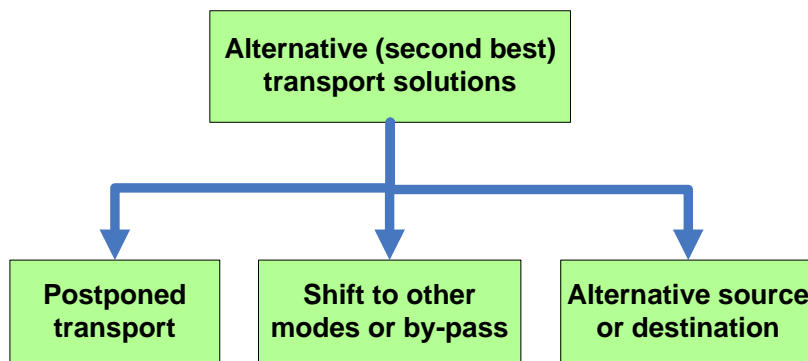 Alternative (second best)
transport solutions
Postponed
transport
Shift to other
modes or by-pass
Alternative source
or destination